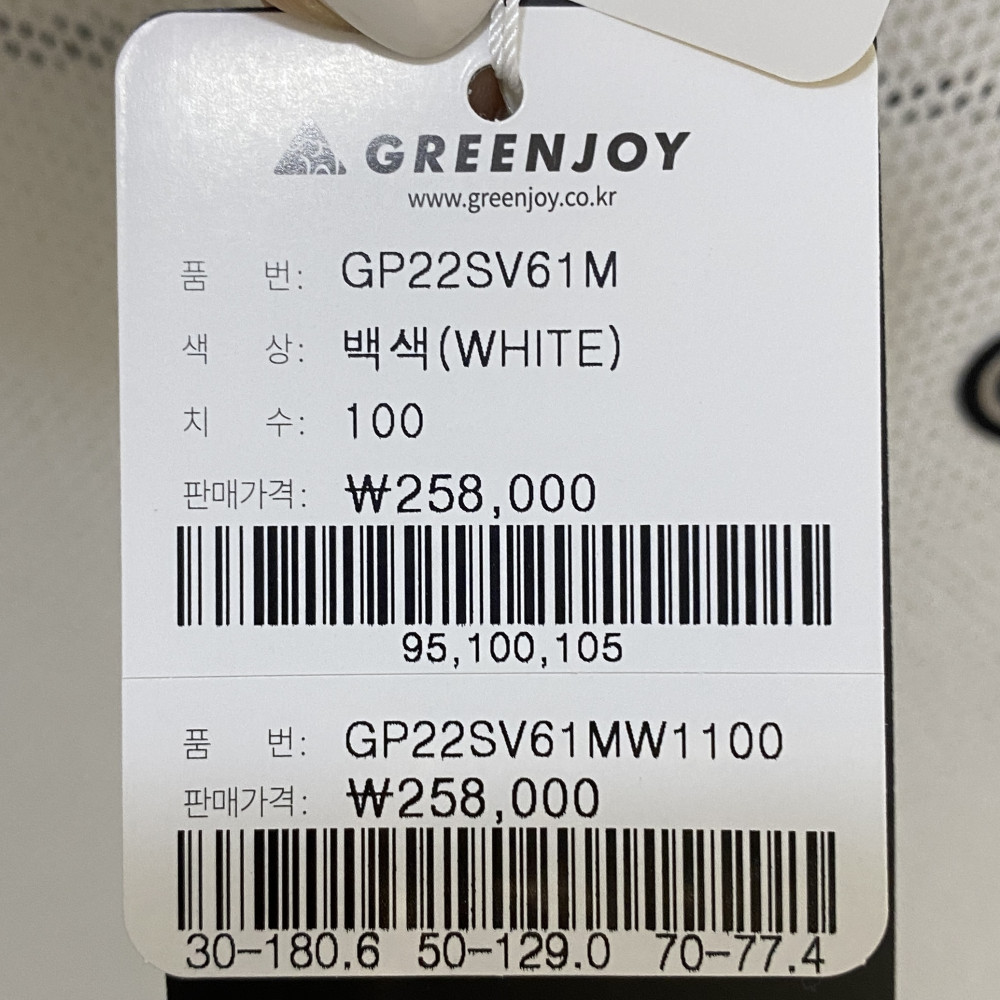 GREENJOY
www.greenjoy.co.kr
품 번: GP22SV61M
색 상: 백색(WHITE)
치 수: 100
판매가격: ₩258,000
95,100,105
품 번: GP22SV61MW1100
판매가격: ₩258,000
30-180.6 50-129.0 70-77.4